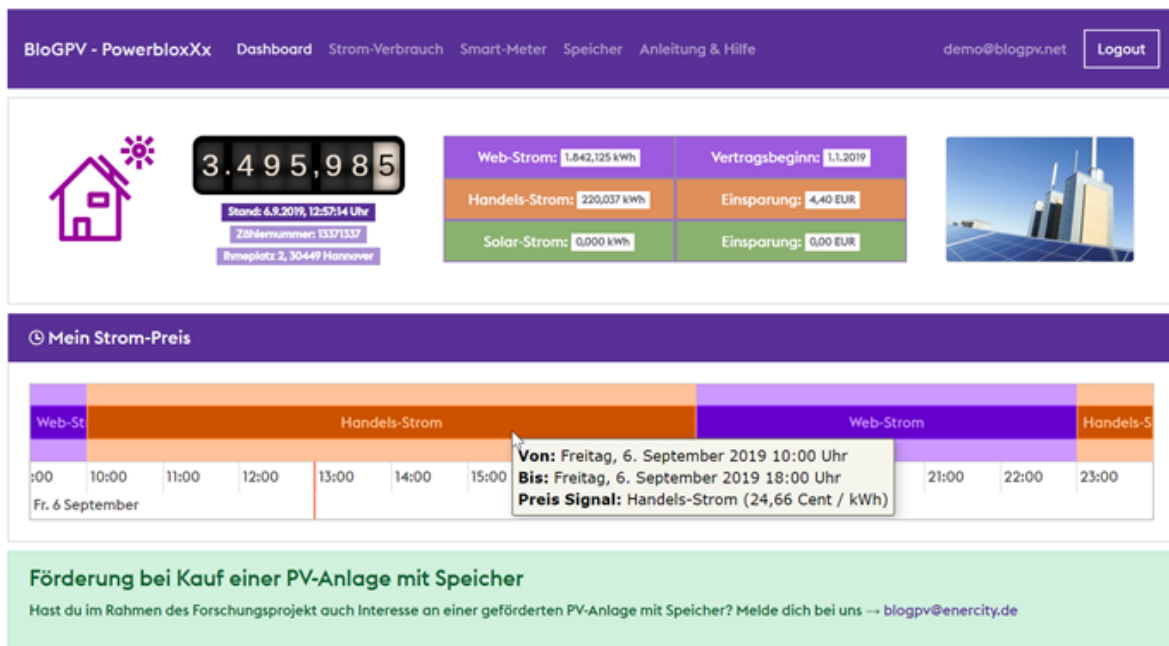 BloGPV - PowerbloxXx Dashboard Strom-Verbrauch Smart-Meter Speicher Anleitung & Hilfe demo@blogpv.net Logout
3.495,985
Stand: 6.9.2019, 12:57:14 Uhr
Zählernummer: 13371337
Ihmeplatz 2, 30449 Hannover
Web-Strom: 1.842,125 kWh Vertragsbeginn: 1.1.2019
Handels-Strom: 220,037 kWh Einsparung: 4,40 EUR
Solar-Strom: 0,000 kWh Einsparung: 0,00 EUR
Mein Strom-Preis
Web-St Handels-Strom Web-Strom Handels-S
:00 10:00 11:00 12:00 13:00 14:00 15:00 21:00 22:00 23:00
Fr. 6 September
Von: Freitag, 6. September 2019 10:00 Uhr
Bis: Freitag, 6. September 2019 18:00 Uhr
Preis Signal: Handels-Strom (24,66 Cent / kWh)
Förderung bei Kauf einer PV-Anlage mit Speicher
Hast du im Rahmen des Forschungsprojekt auch Interesse an einer geförderten PV-Anlage mit Speicher? Melde dich bei uns → blogpv@enercity.de